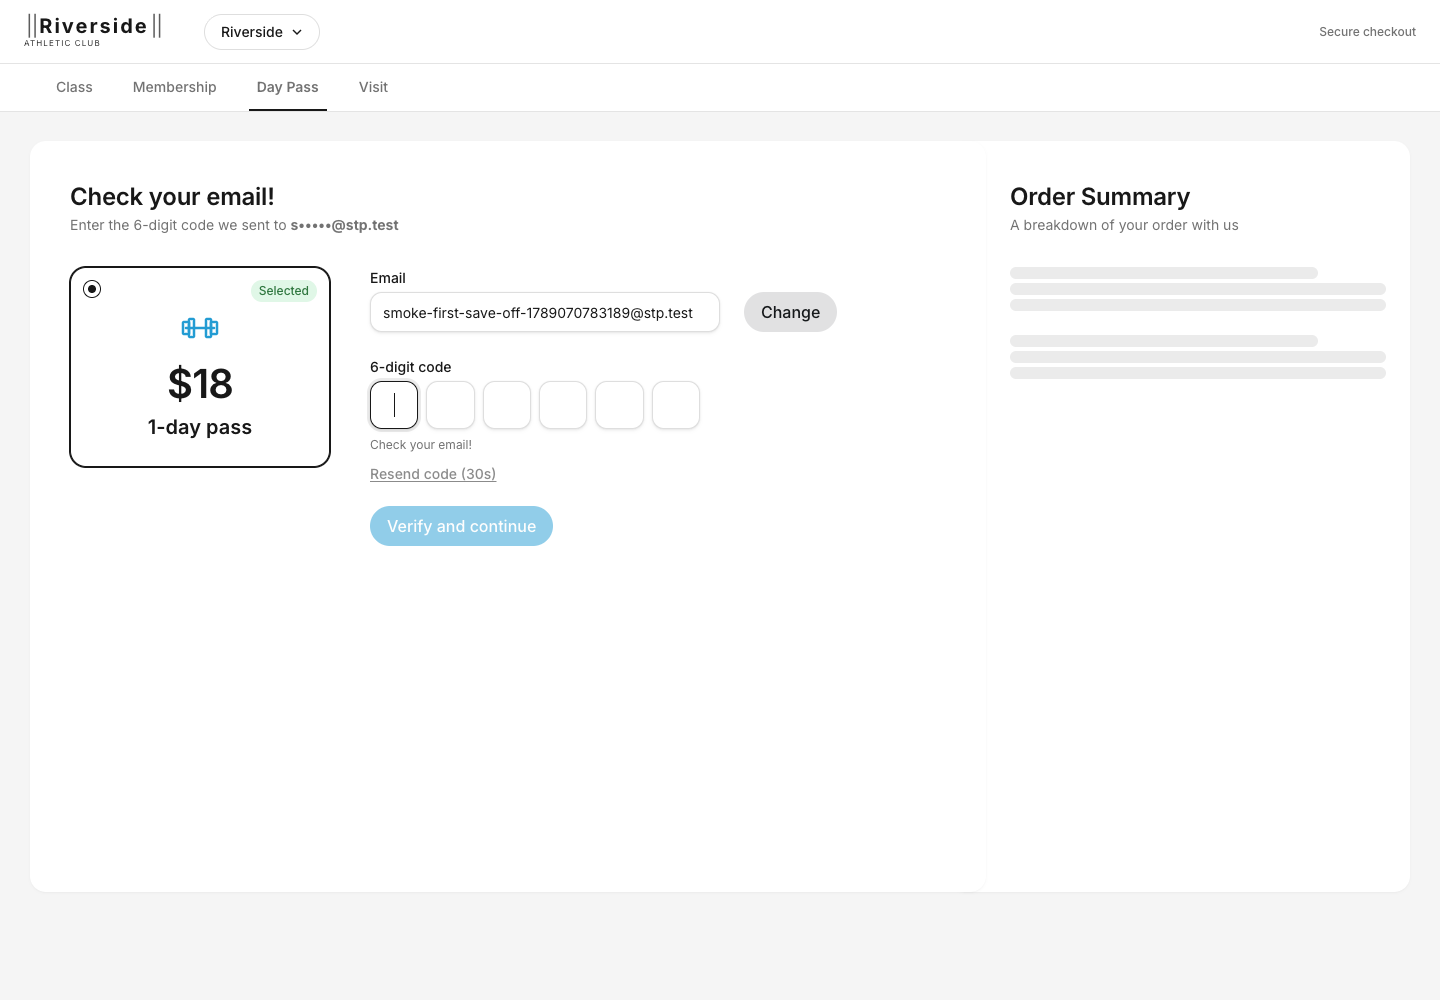 Riverside
ATHLETIC CLUB
Riverside
Secure checkout
Class
Membership
Day Pass
Visit
Check your email!
Enter the 6-digit code we sent to s•••••@stp.test
Selected
$18
1-day pass
Email
smoke-first-save-off-1789070783189@stp.test
Change
6-digit code
Check your email!
Resend code (30s)
Verify and continue
Order Summary
A breakdown of your order with us